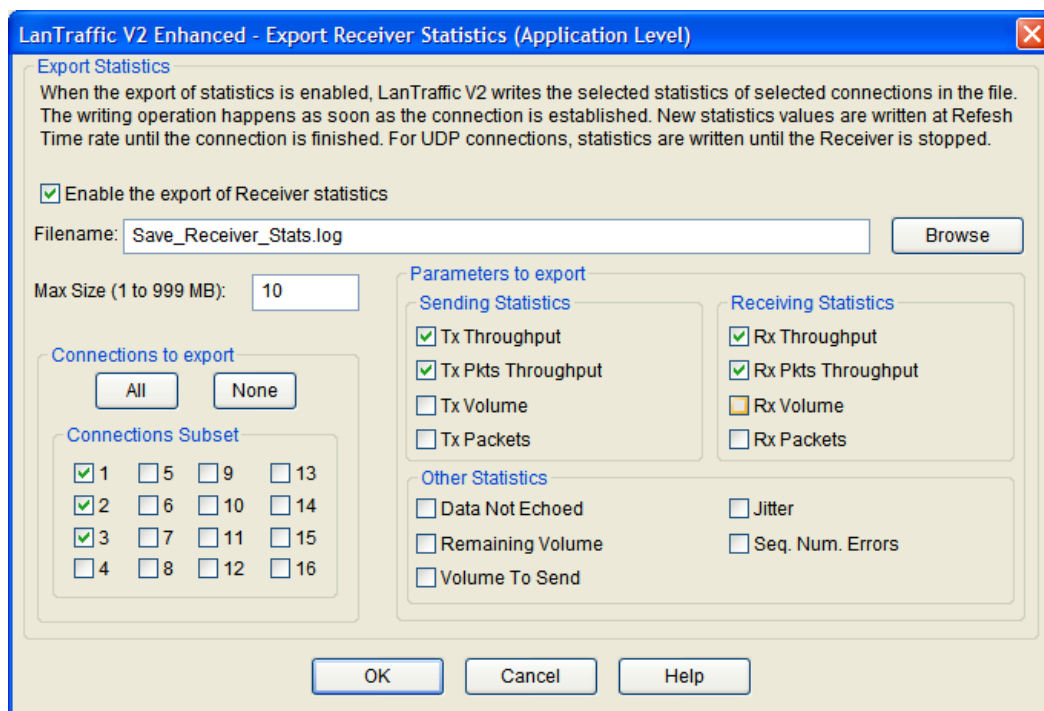 LanTraffic V2 Enhanced - Export Receiver Statistics (Application Level)
Export Statistics
When the export of statistics is enabled, LanTraffic V2 writes the selected statistics of selected connections in the file.
The writing operation happens as soon as the connection is established. New statistics values are written at Refesh
Time rate until the connection is finished. For UDP connections, statistics are written until the Receiver is stopped.
Enable the export of Receiver statistics
Filename: Save_Receiver_Stats.log Browse
Max Size (1 to 999 MB): 10
Connections to export
All None
Connections Subset
1 5 9 13
2 6 10 14
3 7 11 15
4 8 12 16
Parameters to export
Sending Statistics
Tx Throughput
Tx Pkts Throughput
Tx Volume
Tx Packets
Receiving Statistics
Rx Throughput
Rx Pkts Throughput
Rx Volume
Rx Packets
Other Statistics
Data Not Echoed
Remaining Volume
Volume To Send
Jitter
Seq. Num. Errors
OK Cancel Help